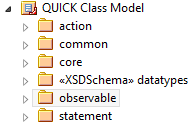 QUICK Class Model
action
common
core
«XSDSchema» datatypes
observable
statement